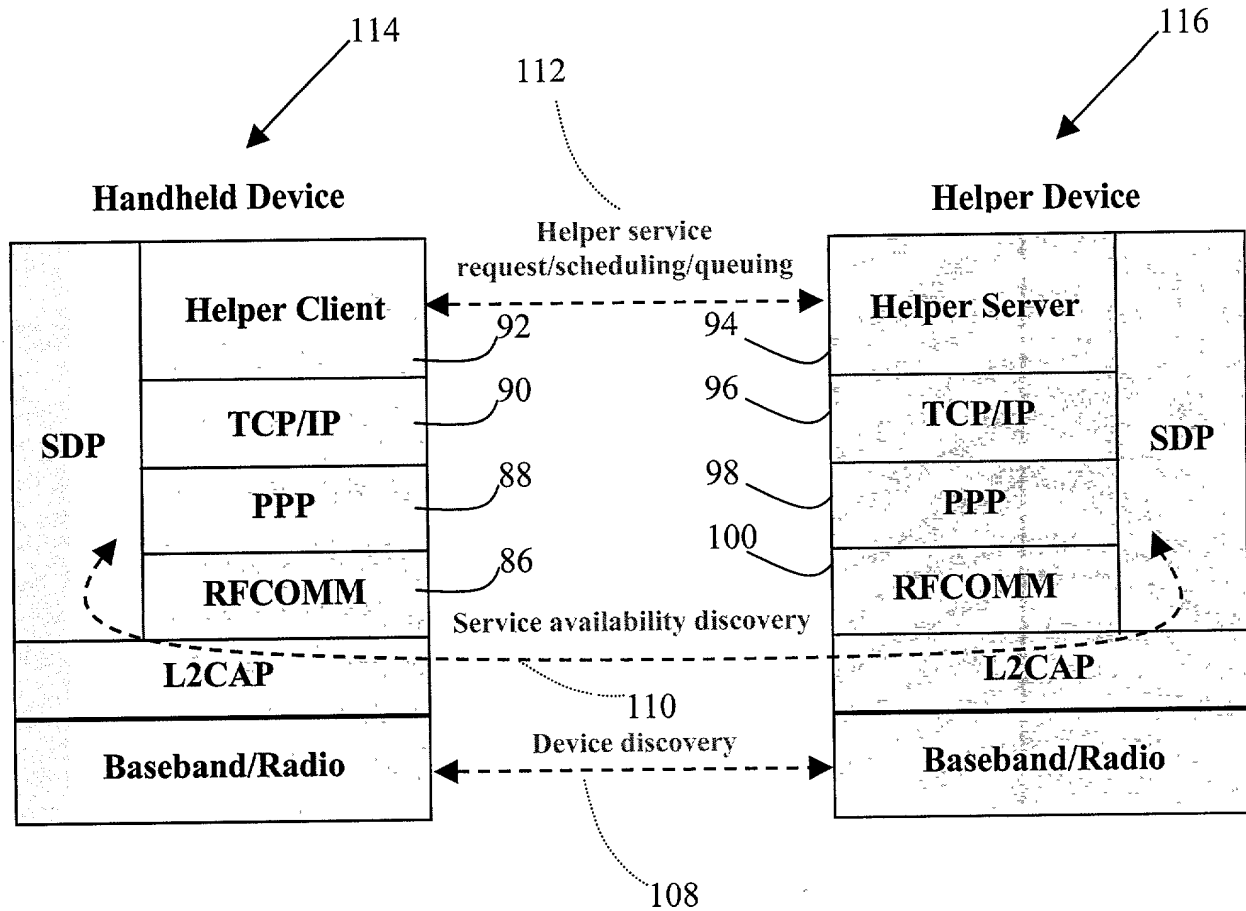 114
116
112
Handheld Device
Helper Device
Helper service
request/scheduling/queuing
Helper Client
Helper Server
92
94
90
96
TCP/IP
TCP/IP
SDP
SDP
88
98
PPP
PPP
86
100
RFCOMM
RFCOMM
Service availability discovery
L2CAP
L2CAP
110
Device discovery
Baseband/Radio
Baseband/Radio
108